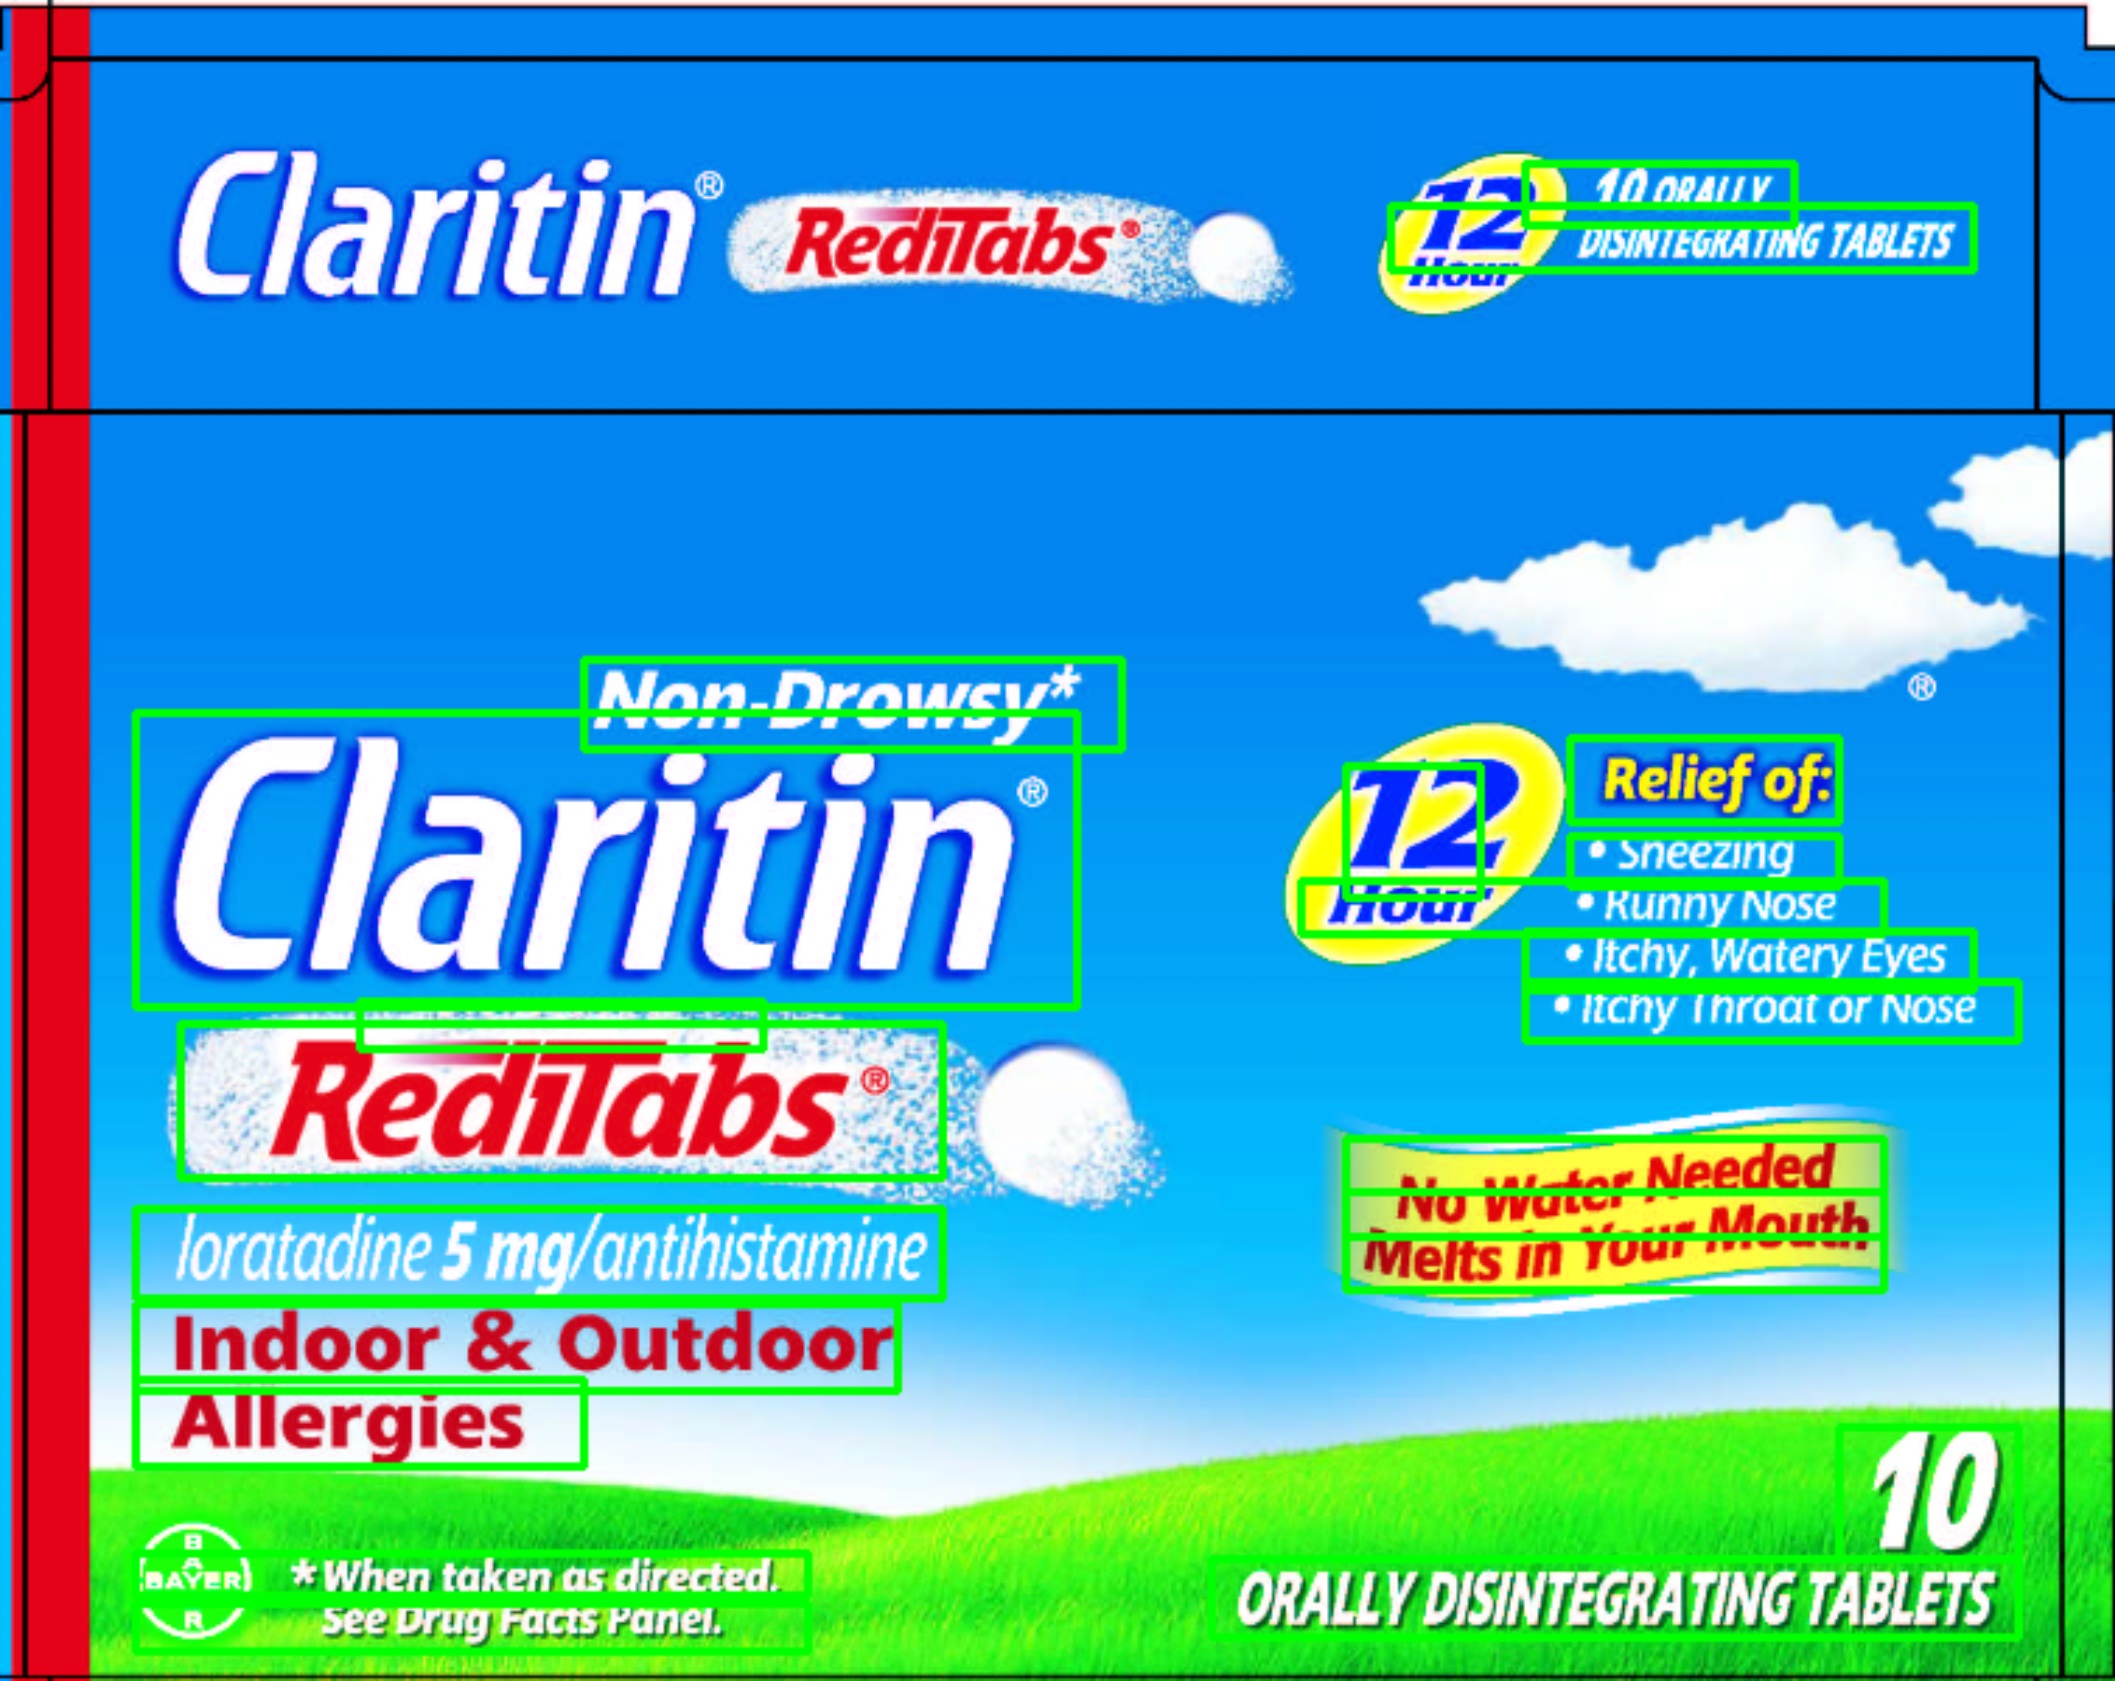 Claritin® RediTabs®
12 Hour
10 ORALLY
DISINTEGRATING TABLETS
Non-Drowsy*
Claritin®
RediTabs®
loratadine 5 mg/antihistamine
Indoor & Outdoor
Allergies
®
12
Hour
Relief of:
• Sneezing
• Runny Nose
• Itchy, Watery Eyes
• Itchy Throat or Nose
No Water Needed
Melts in Your Mouth
BAYER
* When taken as directed.
See Drug Facts Panel.
10
ORALLY DISINTEGRATING TABLETS